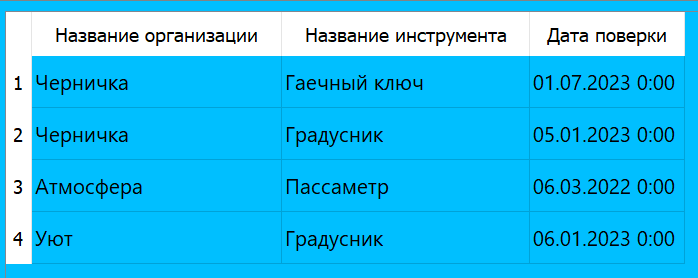 Название организации Название инструмента Дата поверки
1 Черничка Гаечный ключ 01.07.2023 0:00
2 Черничка Градусник 05.01.2023 0:00
3 Атмосфера Пассаметр 06.03.2022 0:00
4 Уют Градусник 06.01.2023 0:00